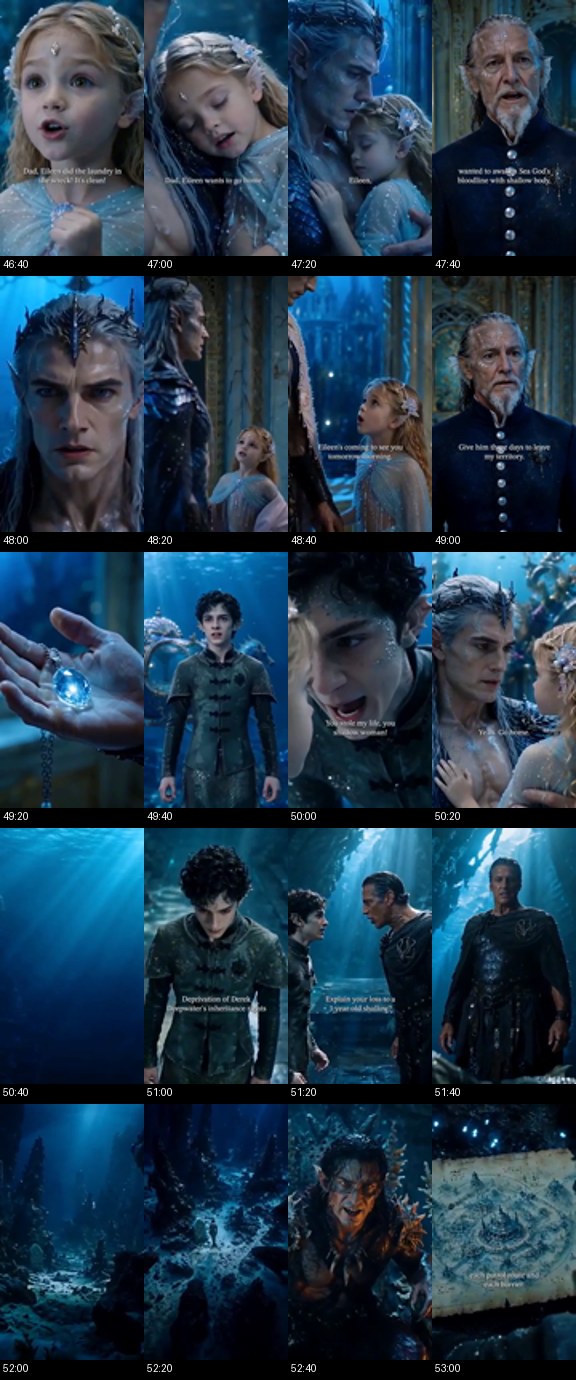 Dad, Eileen did the laundry in
the wreck! It's clean!
Dad, Eileen wants to go home.
Eileen,
wanted to awaken Sea God's
bloodline with shallow body.
46:40
47:00
47:20
47:40
Eileen's coming to see you
tomorrow morning.
Give him three days to leave
my territory.
48:00
48:20
48:40
49:00
You stole my life, you
shallow woman!
Yeah. Go home.
49:20
49:40
50:00
50:20
Deprivation of Derek
Deepwater's inheritance rights
Explain your loss to a
3-year-old shaling?
50:40
51:00
51:20
51:40
each patrol route and
each barrier.
52:00
52:20
52:40
53:00